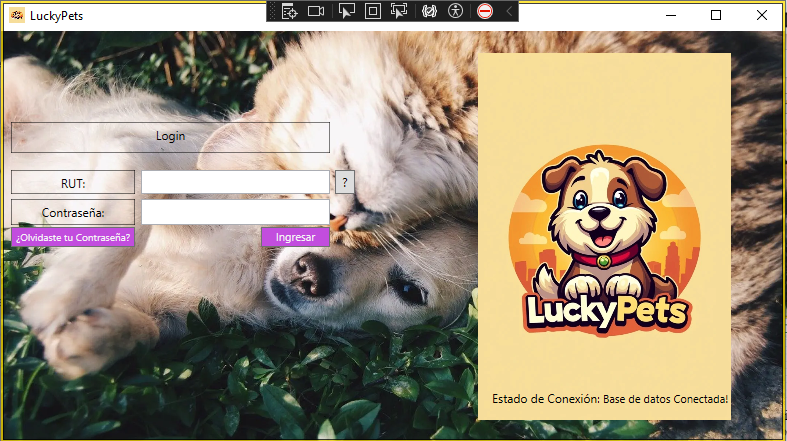 LuckyPets
Login
RUT:
?
Contraseña:
¿Olvidaste tu Contraseña?
Ingresar
LuckyPets
Estado de Conexión: Base de datos Conectada!